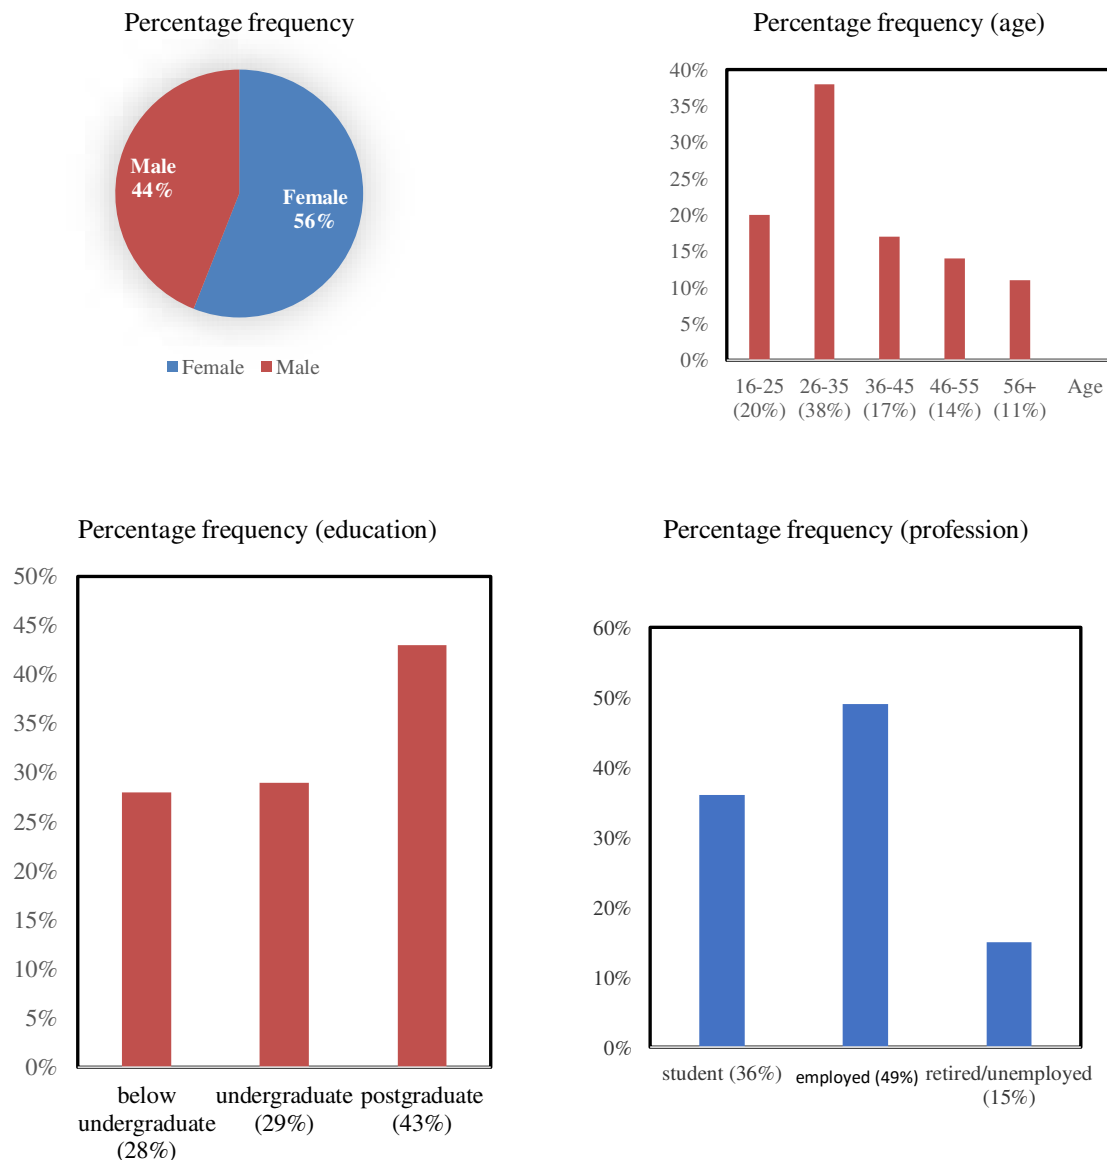 Percentage frequency
Male
44%
Female
56%
Female Male
Percentage frequency (age)
40%
35%
30%
25%
20%
15%
10%
5%
0%
16-25 26-35 36-45 46-55 56+ Age
(20%) (38%) (17%) (14%) (11%)
Percentage frequency (education)
50%
45%
40%
35%
30%
25%
20%
15%
10%
5%
0%
below undergraduate postgraduate
undergraduate (29%) (43%)
(28%)
Percentage frequency (profession)
60%
50%
40%
30%
20%
10%
0%
student (36%) employed (49%) retired/unemployed
(15%)